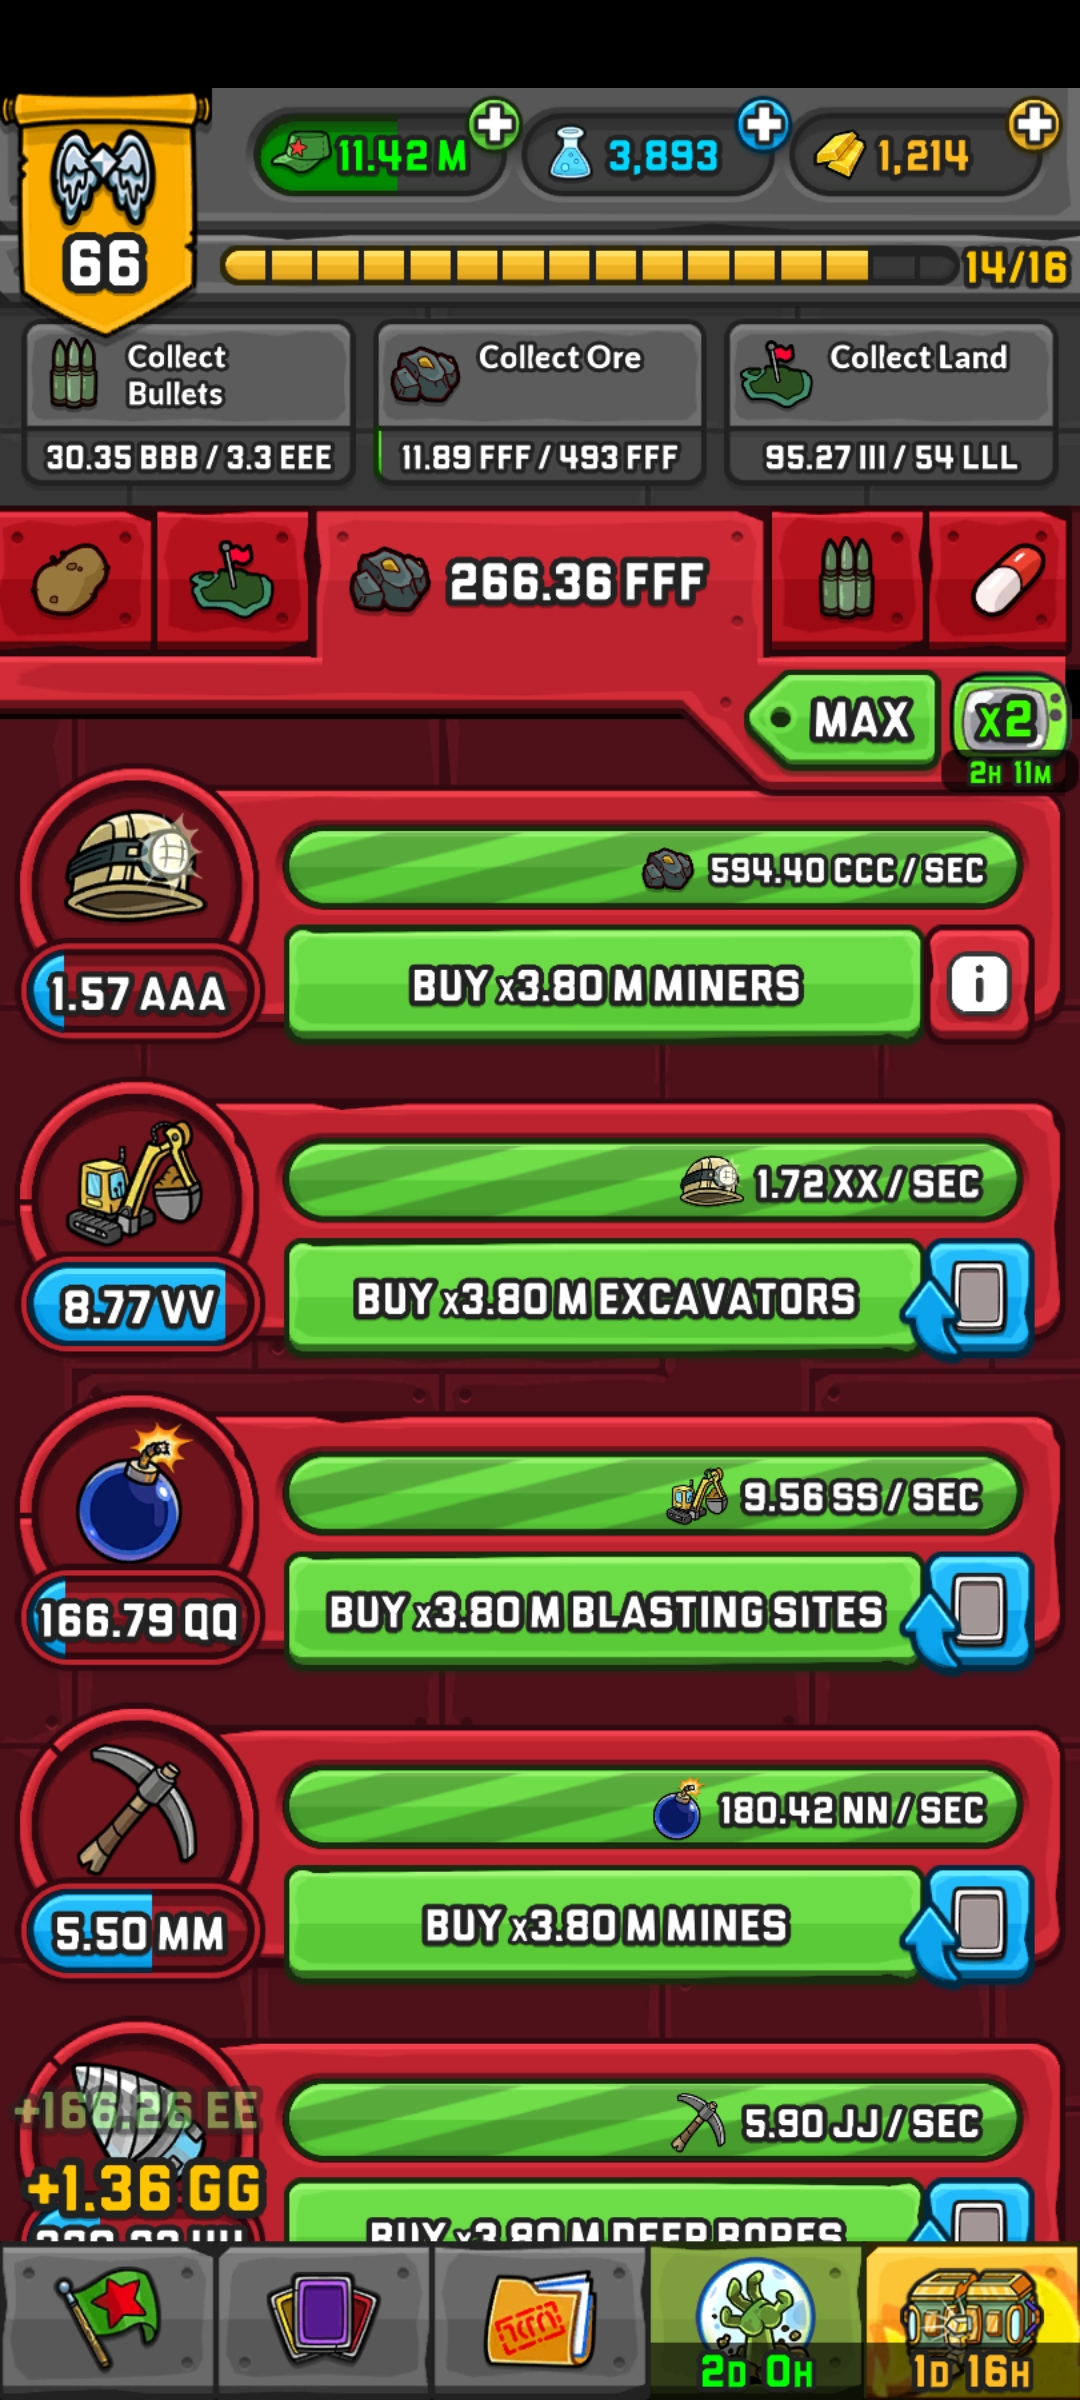 11.42 M
3,893
1,214
66
14/16
Collect
Bullets
Collect Ore
Collect Land
30.35 BBB / 3.3 EEE
11.89 FFF / 493 FFF
95.27 III / 54 LLL
266.36 FFF
MAX
x2
2H 11M
594.40 CCC / SEC
1.57 AAA
BUY x3.80 M MINERS
i
1.72 XX / SEC
8.77 VV
BUY x3.80 M EXCAVATORS
9.56 SS / SEC
166.79 QQ
BUY x3.80 M BLASTING SITES
180.42 NN / SEC
5.50 MM
BUY x3.80 M MINES
+166.26 EE
5.90 JJ / SEC
+1.36 GG
BUY x3.80 M DEEP BORES
2D 0H
1D 16H